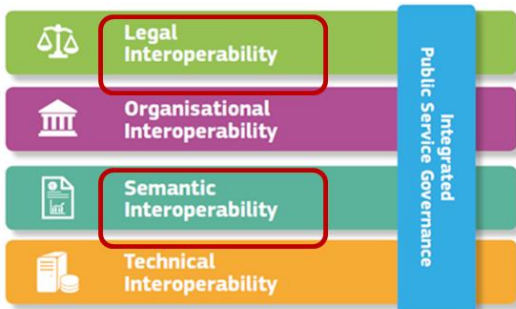 Legal
Interoperability
Organisational
Interoperability
Semantic
Interoperability
Technical
Interoperability
Integrated
Public Service Governance